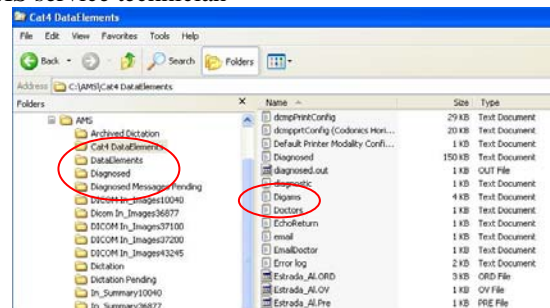 AMS service technician
Cat4 DataElements
File Edit View Favorites Tools Help
Back Search Folders
Address C:\AMS\Cat4 DataElements
Folders X Name Size Type
AMS
Archived Dictation
Cat4 DataElements
DataElements
Diagnosed
Diagnosed Messages Pending
DICOM In_Images10040
Dicom In_Images36877
DICOM In_Images37100
DICOM In_Images37200
DICOM In_Images43245
Dictation
Dictation Pending
In_Summary10040
In_Summary36877
dcmpPrintConfig 29 KB Text Document
dcmpprtConfig (Codonics Hori... 20 KB Text Document
Default Printer Modality Confi... 1 KB Text Document
Diagnosed 150 KB Text Document
diagnosed.out 1 KB OUT File
diagnostic 1 KB Text Document
Digams 4 KB Text Document
Doctors 1 KB Text Document
EchoReturn 1 KB Text Document
email 1 KB Text Document
EmailDoctor 1 KB Text Document
Error log 2 KB Text Document
Estrada_Al.ORD 3 KB ORD File
Estrada_Al.OV 1 KB OV File
Estrada_Al.Pre 1 KB PRE File